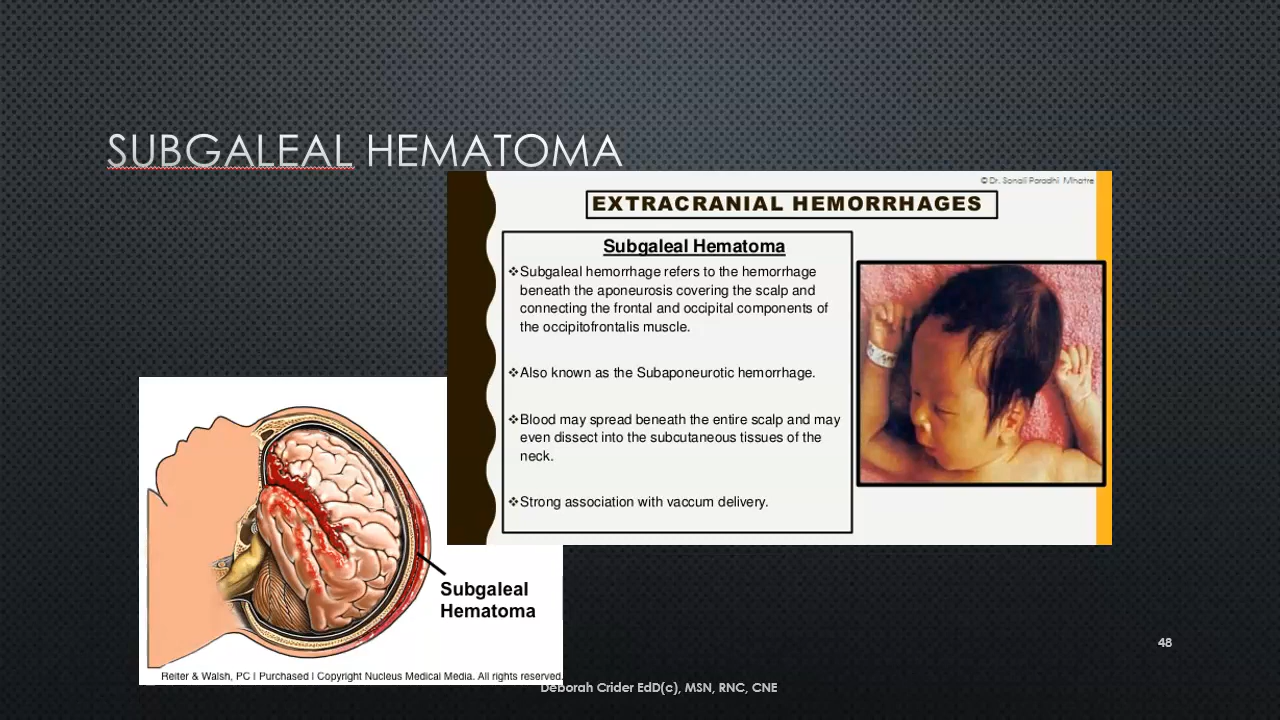 SUBGALEAL HEMATOMA
© Dr. Sonali Paradhi Mhatre
EXTRACRANIAL HEMORRHAGES
Subgaleal Hematoma
❖Subgaleal hemorrhage refers to the hemorrhage
beneath the aponeurosis covering the scalp and
connecting the frontal and occipital components of
the occipitofrontalis muscle.
❖Also known as the Subaponeurotic hemorrhage.
❖Blood may spread beneath the entire scalp and may
even dissect into the subcutaneous tissues of the
neck.
❖Strong association with vaccum delivery.
Subgaleal
Hematoma
Reiter & Walsh, PC | Purchased | Copyright Nucleus Medical Media. All rights reserved.
48
Deborah Crider EdD(c), MSN, RNC, CNE